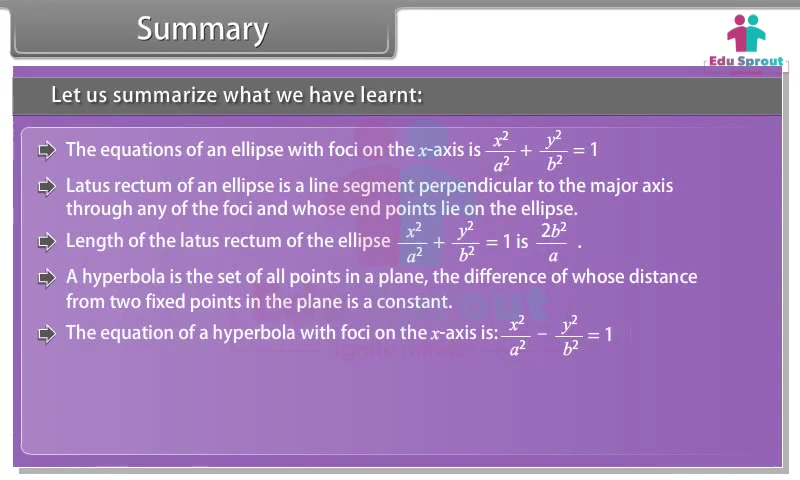 Summary
Edu Sprout
Let us summarize what we have learnt:
The equations of an ellipse with foci on the x-axis is x²/a² + y²/b² = 1
Latus rectum of an ellipse is a line segment perpendicular to the major axis
through any of the foci and whose end points lie on the ellipse.
Length of the latus rectum of the ellipse x²/a² + y²/b² = 1 is 2b²/a .
A hyperbola is the set of all points in a plane, the difference of whose distance
from two fixed points in the plane is a constant.
The equation of a hyperbola with foci on the x-axis is: x²/a² − y²/b² = 1